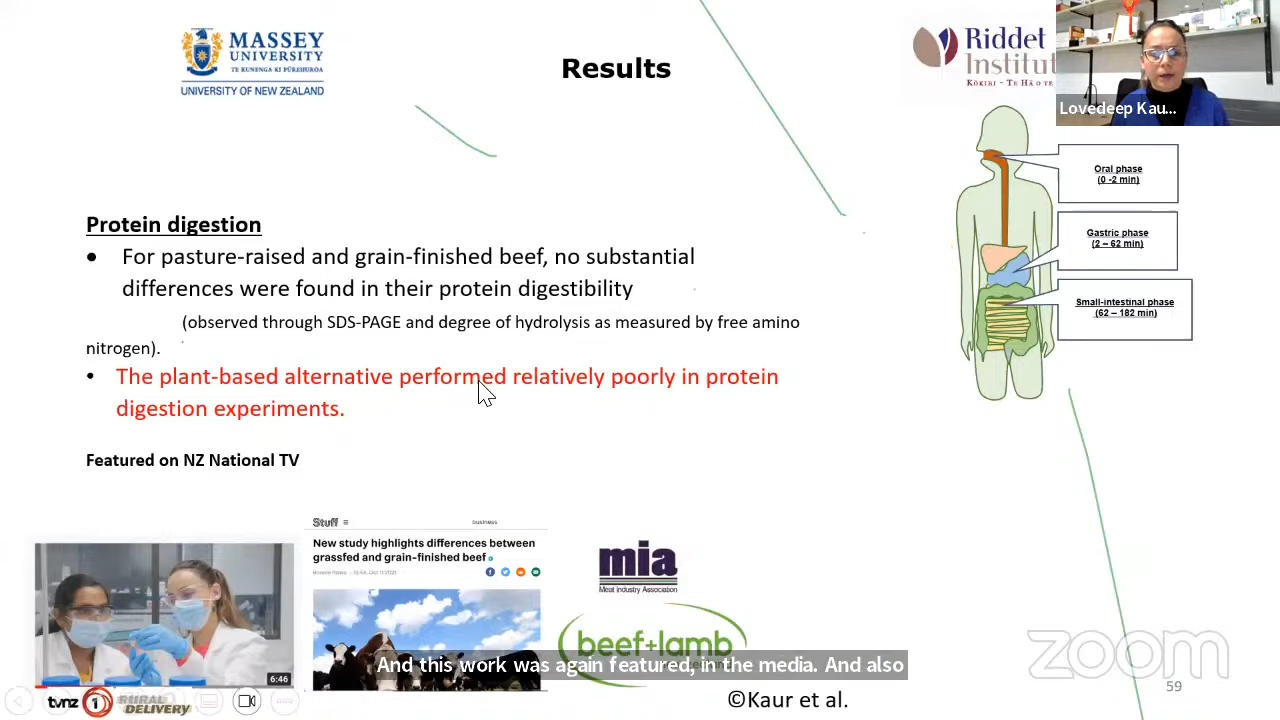 MASSEY
UNIVERSITY
TE KUNENGA KI PŪREHUROA
UNIVERSITY OF NEW ZEALAND
Results
Riddet
Institut
Lovedeep Kau...
Oral phase
(0 -2 min)
Gastric phase
(2 – 62 min)
Small-intestinal phase
(62 – 182 min)
Protein digestion
● For pasture-raised and grain-finished beef, no substantial
differences were found in their protein digestibility
(observed through SDS-PAGE and degree of hydrolysis as measured by free amino
nitrogen).
• The plant-based alternative performed relatively poorly in protein
digestion experiments.
Featured on NZ National TV
Stuff
business
New study highlights differences between
grassfed and grain-finished beef
6:46
tvnz 1 RURAL
DELIVERY
mia
Meat Industry Association
beef+lamb
And this work was again featured, in the media. And also
©Kaur et al.
zoom
59